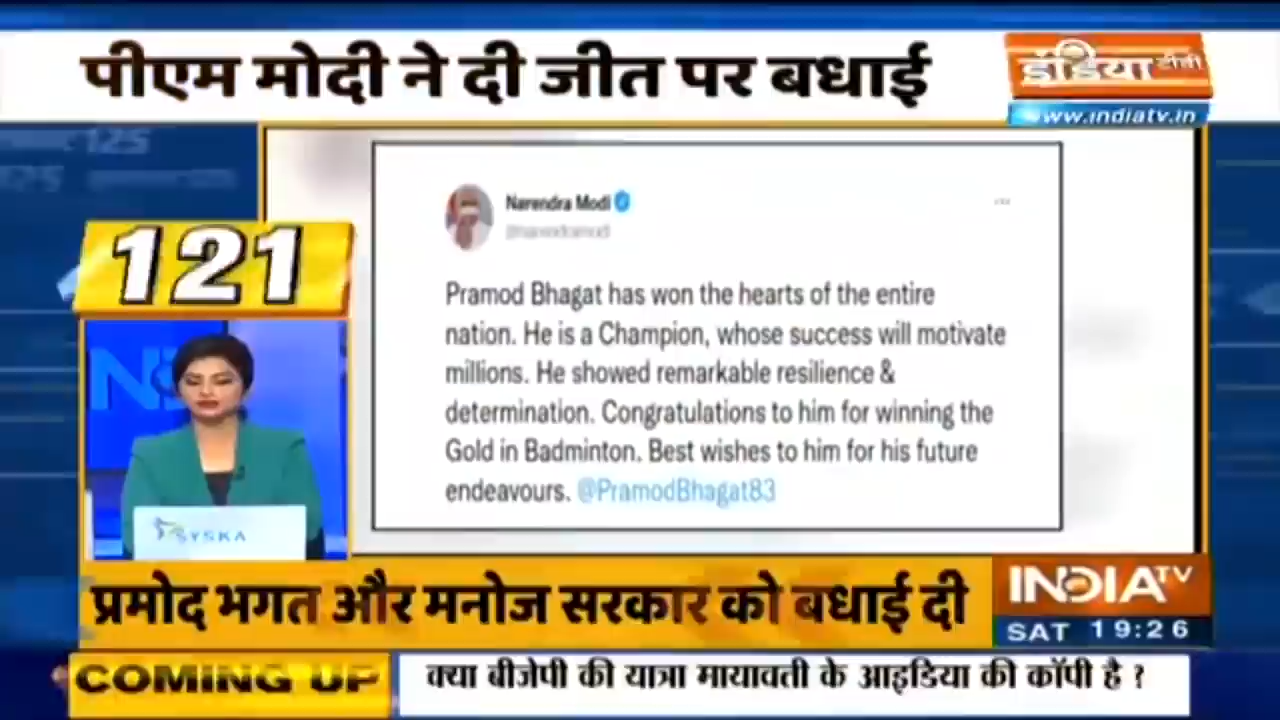 पीएम मोदी ने दी जीत पर बधाई
इंडिया टीवी
www.indiatv.in
125
125
121
Narendra Modi
@narendramodi
Pramod Bhagat has won the hearts of the entire
nation. He is a Champion, whose success will motivate
millions. He showed remarkable resilience &
determination. Congratulations to him for winning the
Gold in Badminton. Best wishes to him for his future
endeavours. @PramodBhagat83
SYSKA
प्रमोद भगत और मनोज सरकार को बधाई दी
INDIA TV
SAT 19:26
COMING UP
क्या बीजेपी की यात्रा मायावती के आइडिया की कॉपी है ?